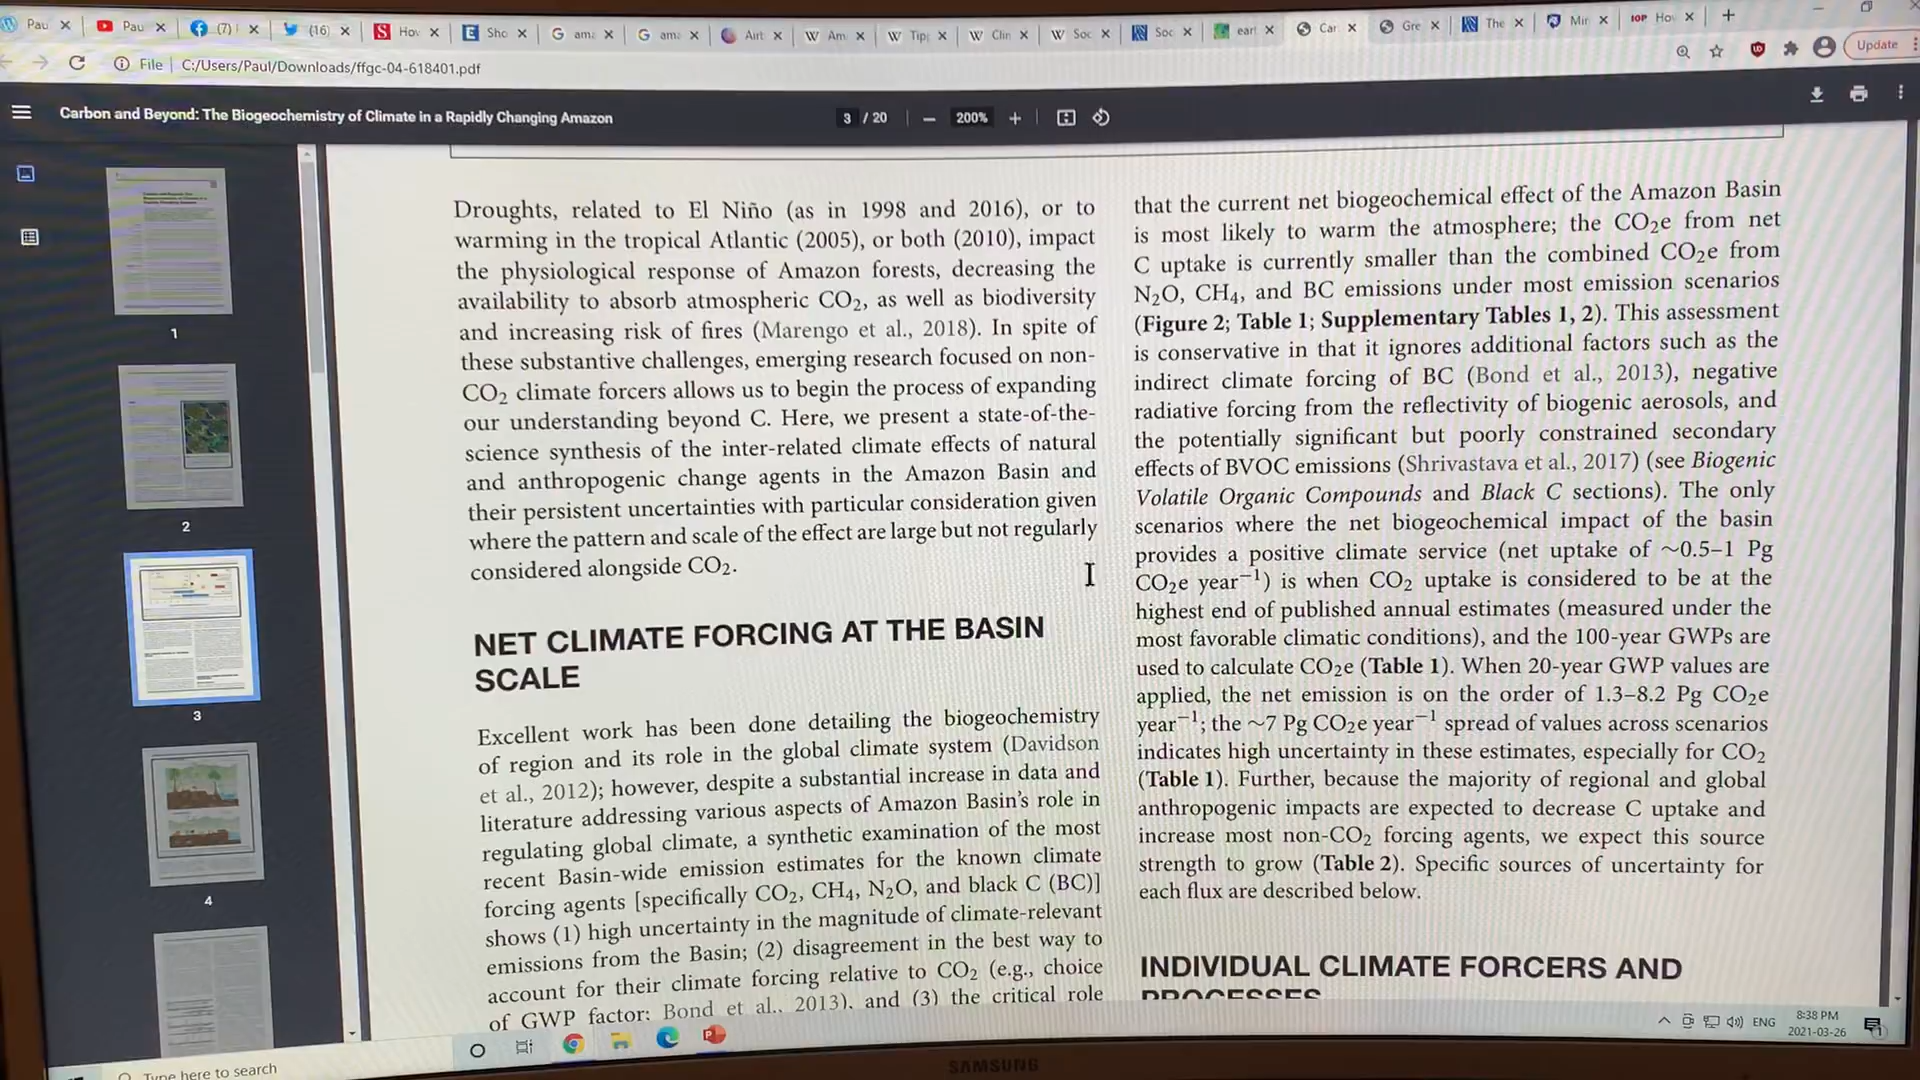 Pau
Pau
(7)
(16)
Hov
Sho
ama
ama
Airt
Am
Tip
Clin
Soc
Soc
earl
Car
Gre
The
Mir
IOP Hov
File
C:/Users/Paul/Downloads/ffgc-04-618401.pdf
Update
Carbon and Beyond: The Biogeochemistry of Climate in a Rapidly Changing Amazon
3 / 20
200%
1
2
3
4
Droughts, related to El Niño (as in 1998 and 2016), or to
warming in the tropical Atlantic (2005), or both (2010), impact
the physiological response of Amazon forests, decreasing the
availability to absorb atmospheric CO2, as well as biodiversity
and increasing risk of fires (Marengo et al., 2018). In spite of
these substantive challenges, emerging research focused on non-
CO2 climate forcers allows us to begin the process of expanding
our understanding beyond C. Here, we present a state-of-the-
science synthesis of the inter-related climate effects of natural
and anthropogenic change agents in the Amazon Basin and
their persistent uncertainties with particular consideration given
where the pattern and scale of the effect are large but not regularly
considered alongside CO2.
NET CLIMATE FORCING AT THE BASIN
SCALE
Excellent work has been done detailing the biogeochemistry
of region and its role in the global climate system (Davidson
et al., 2012); however, despite a substantial increase in data and
literature addressing various aspects of Amazon Basin's role in
regulating global climate, a synthetic examination of the most
recent Basin-wide emission estimates for the known climate
forcing agents [specifically CO2, CH4, N2O, and black C (BC)]
shows (1) high uncertainty in the magnitude of climate-relevant
emissions from the Basin; (2) disagreement in the best way to
account for their climate forcing relative to CO2 (e.g., choice
of GWP factor; Bond et al., 2013), and (3) the critical role
that the current net biogeochemical effect of the Amazon Basin
is most likely to warm the atmosphere; the CO2e from net
C uptake is currently smaller than the combined CO2e from
N2O, CH4, and BC emissions under most emission scenarios
(Figure 2; Table 1; Supplementary Tables 1, 2). This assessment
is conservative in that it ignores additional factors such as the
indirect climate forcing of BC (Bond et al., 2013), negative
radiative forcing from the reflectivity of biogenic aerosols, and
the potentially significant but poorly constrained secondary
effects of BVOC emissions (Shrivastava et al., 2017) (see Biogenic
Volatile Organic Compounds and Black C sections). The only
scenarios where the net biogeochemical impact of the basin
provides a positive climate service (net uptake of ~0.5–1 Pg
CO2e year−1) is when CO2 uptake is considered to be at the
highest end of published annual estimates (measured under the
most favorable climatic conditions), and the 100-year GWPs are
used to calculate CO2e (Table 1). When 20-year GWP values are
applied, the net emission is on the order of 1.3–8.2 Pg CO2e
year−1; the ~7 Pg CO2e year−1 spread of values across scenarios
indicates high uncertainty in these estimates, especially for CO2
(Table 1). Further, because the majority of regional and global
anthropogenic impacts are expected to decrease C uptake and
increase most non-CO2 forcing agents, we expect this source
strength to grow (Table 2). Specific sources of uncertainty for
each flux are described below.
INDIVIDUAL CLIMATE FORCERS AND
PROCESSES
Type here to search
ENG
8:38 PM
2021-03-26
SAMSUNG